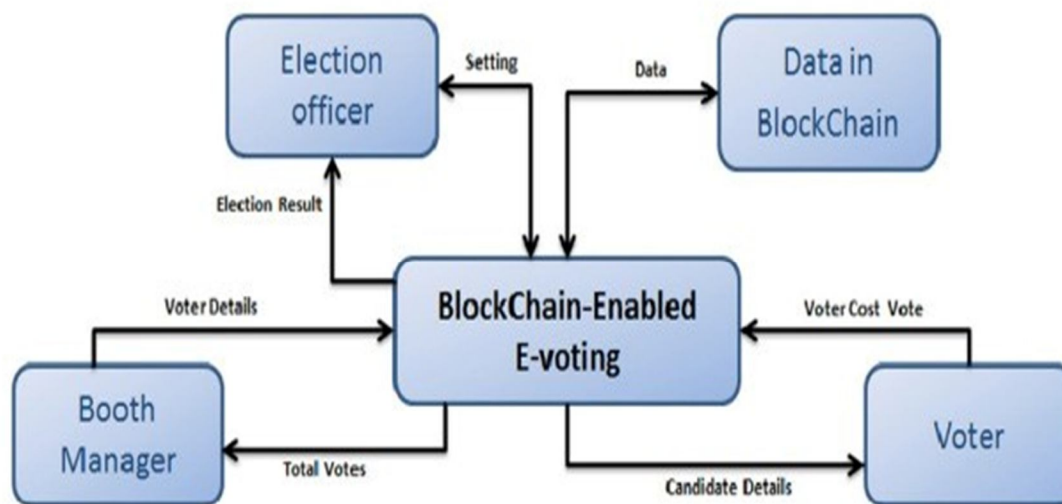 Election
officer
Setting
Data
Data in
BlockChain
Election Result
BlockChain-Enabled
E-voting
Voter Details
Voter Cost Vote
Booth
Manager
Total Votes
Voter
Candidate Details